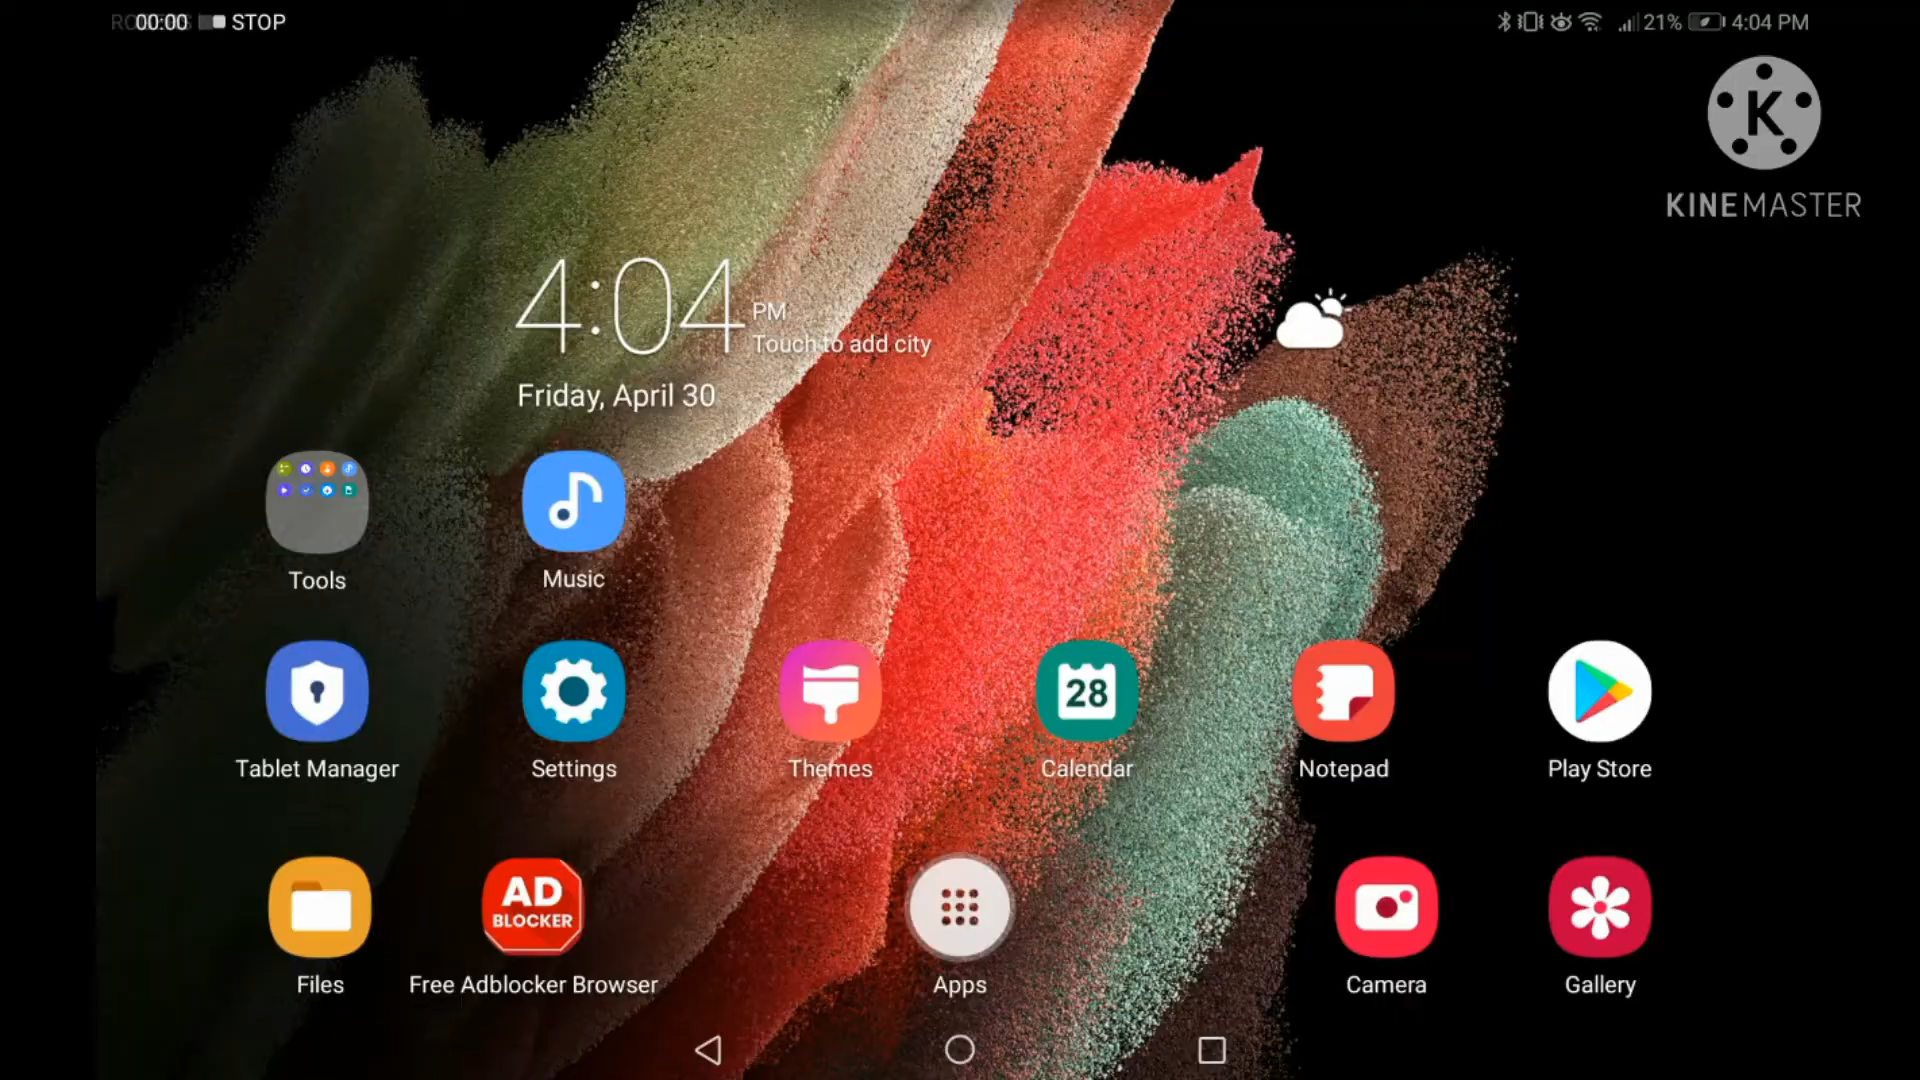 00:00 STOP
21% 4:04 PM
K
KINEMASTER
4:04 PM
Touch to add city
Friday, April 30
Tools
Music
28
Tablet Manager
Settings
Themes
Calendar
Notepad
Play Store
AD
BLOCKER
Files
Free Adblocker Browser
Apps
Camera
Gallery